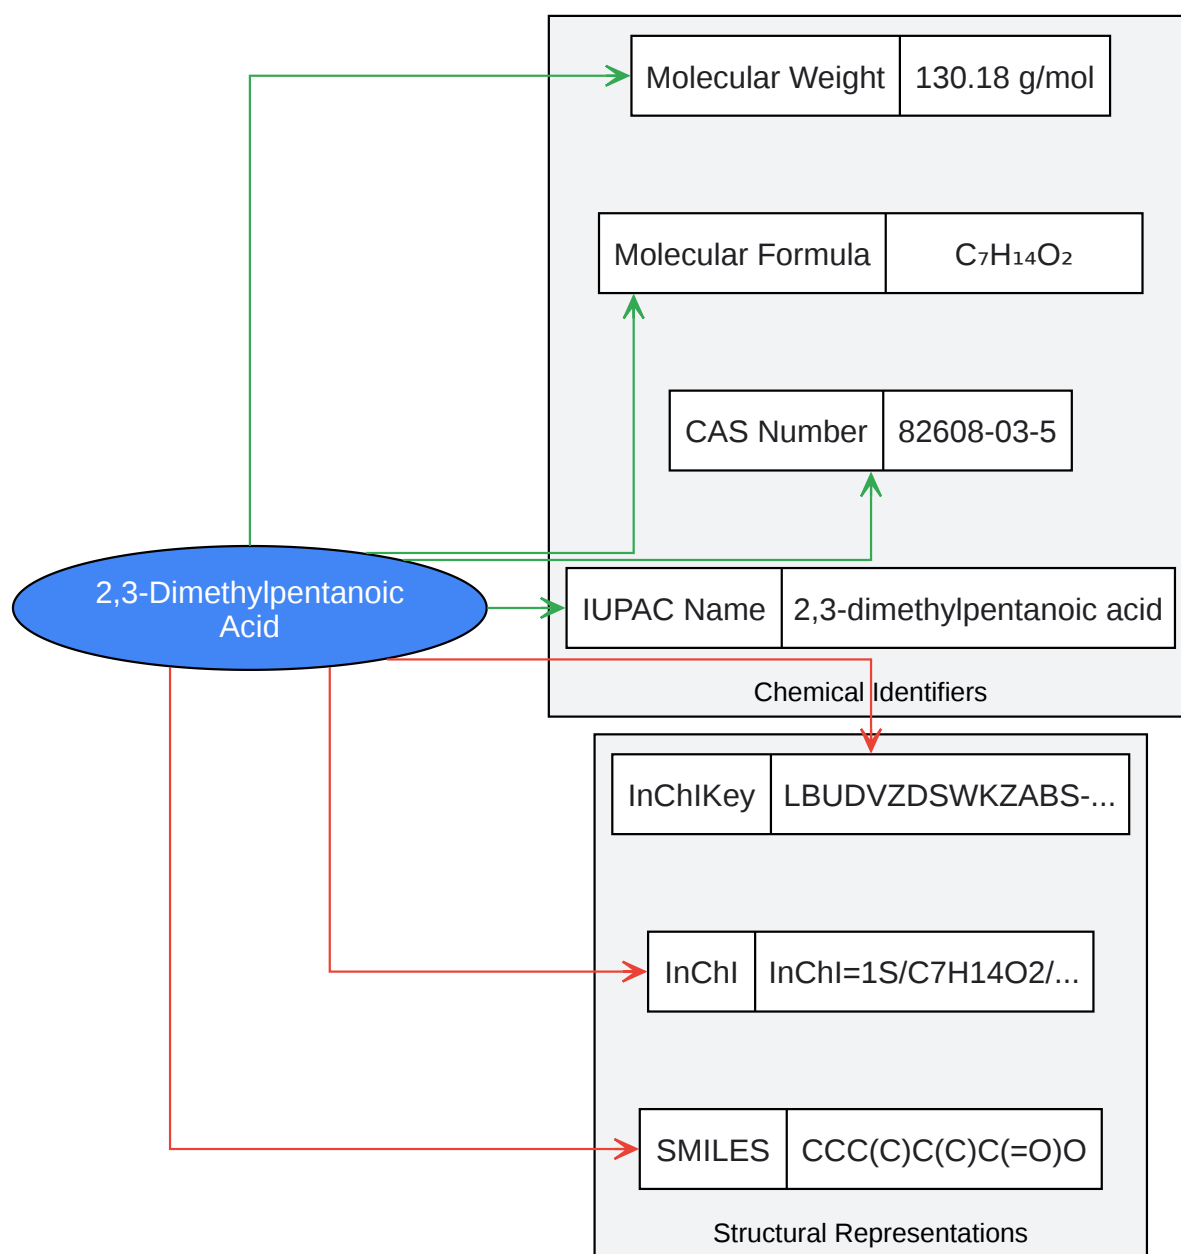 Molecular Weight 130.18 g/mol
Molecular Formula C₇H₁₄O₂
CAS Number 82608-03-5
2,3-Dimethylpentanoic
Acid
IUPAC Name 2,3-dimethylpentanoic acid
Chemical Identifiers
InChIKey LBUDVZDSWKZABS-...
InChI InChI=1S/C7H14O2/...
SMILES CCC(C)C(C)C(=O)O
Structural Representations